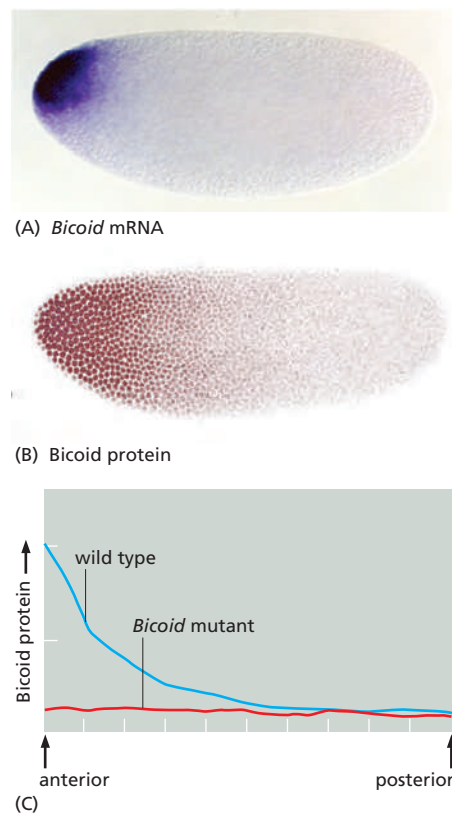 (A) Bicoid mRNA
(B) Bicoid protein
Bicoid protein
wild type
Bicoid mutant
anterior
posterior
(C)